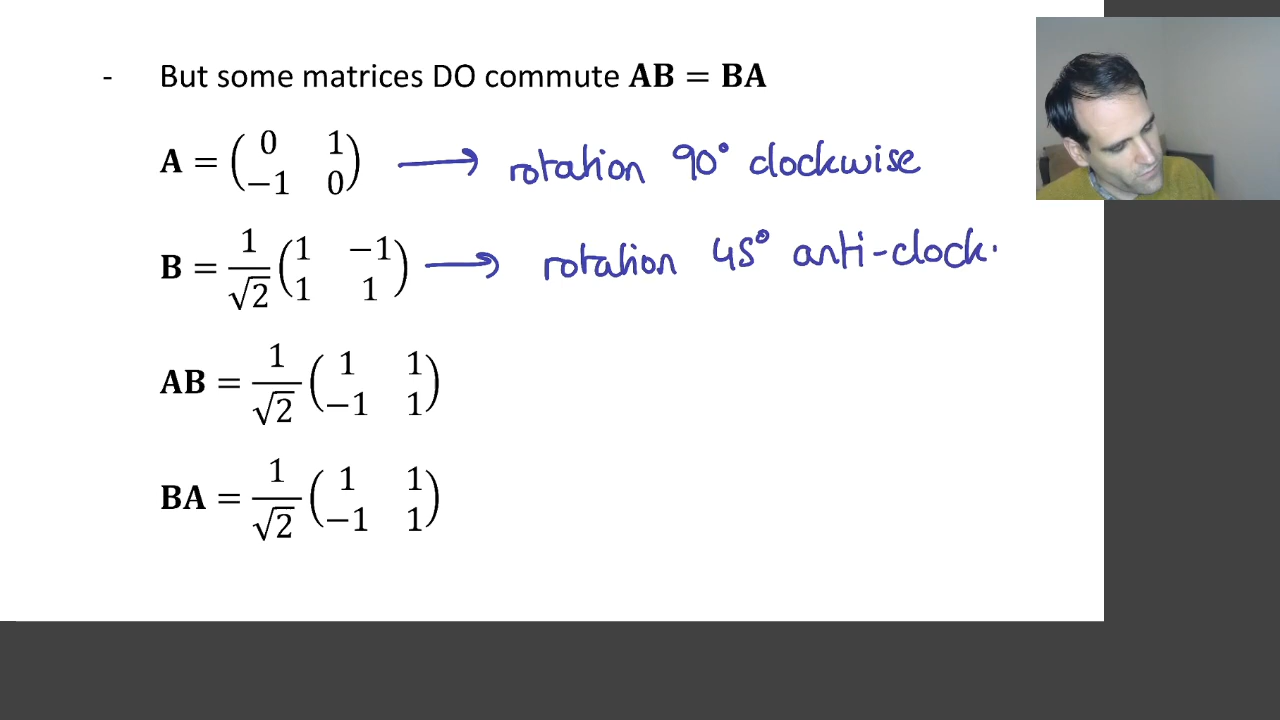 - But some matrices DO commute AB = BA
A = (0 1 −1 0) → rotation 90° clockwise
B = 1/√2 (1 −1 1 1) → rotation 45° anti-clock.
AB = 1/√2 (1 1 −1 1)
BA = 1/√2 (1 1 −1 1)